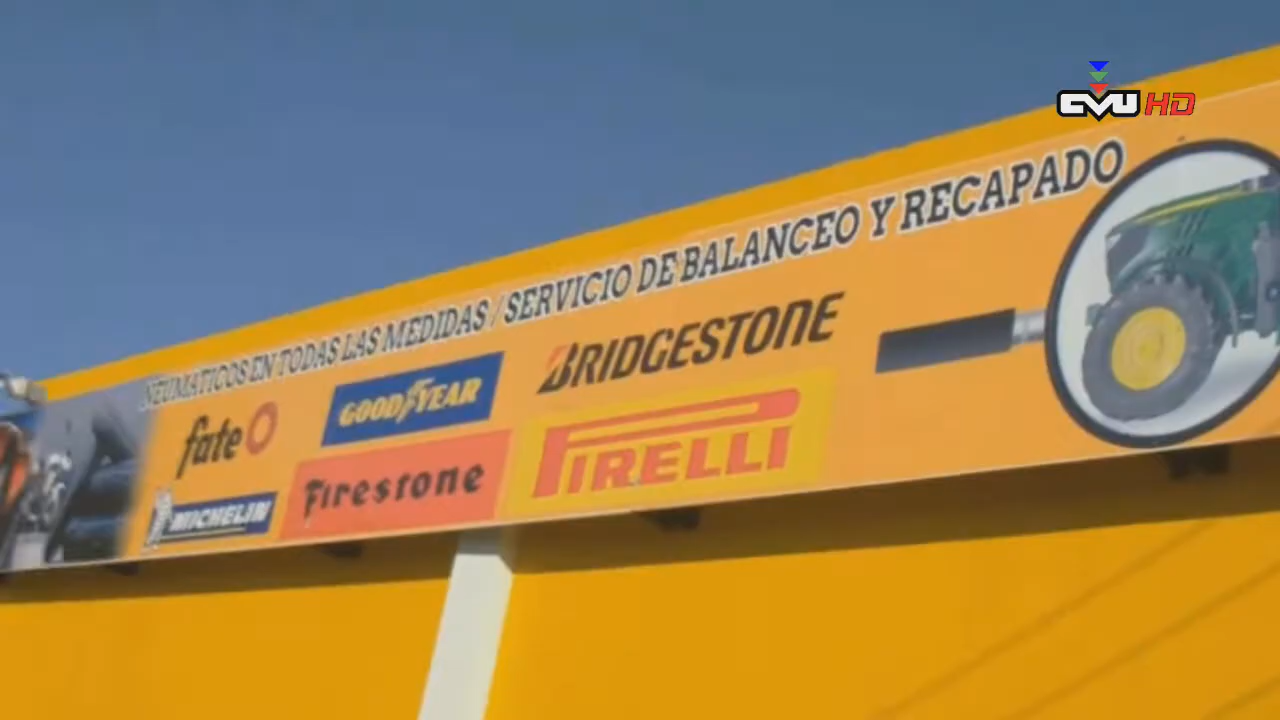 CVU HD
NEUMATICOS EN TODAS LAS MEDIDAS / SERVICIO DE BALANCEO Y RECAPADO
fate
GOODYEAR
BRIDGESTONE
MICHELIN
Firestone
PIRELLI